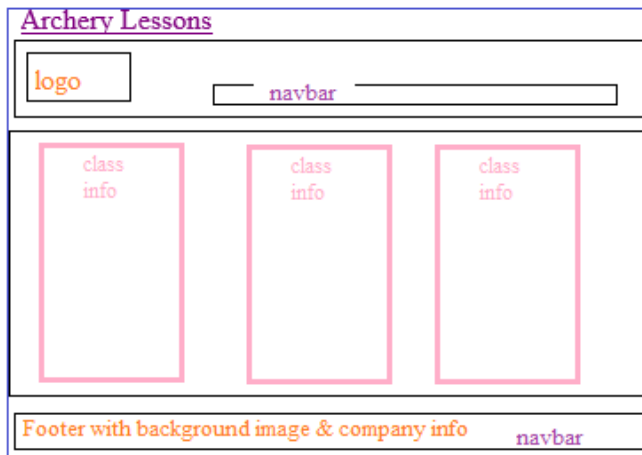 Archery Lessons
logo
navbar
class
info
class
info
class
info
Footer with background image & company info
navbar